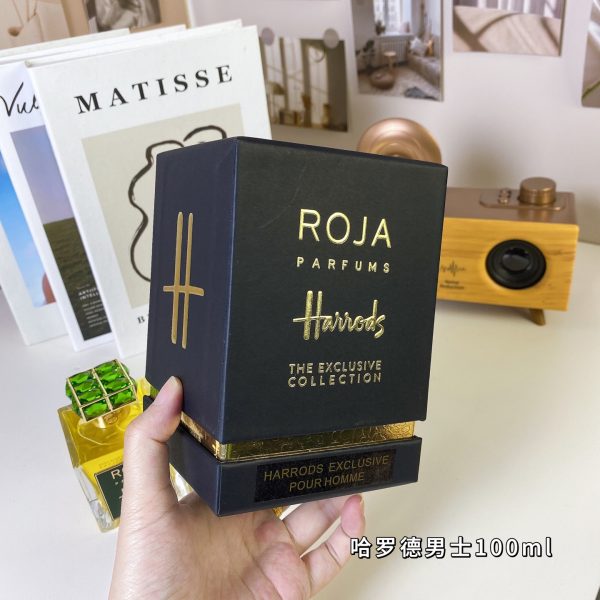 MATISSE
ROJA
PARFUMS
Harrods
THE EXCLUSIVE
COLLECTION
HARRODS EXCLUSIVE
POUR HOMME
哈罗德男士100ml